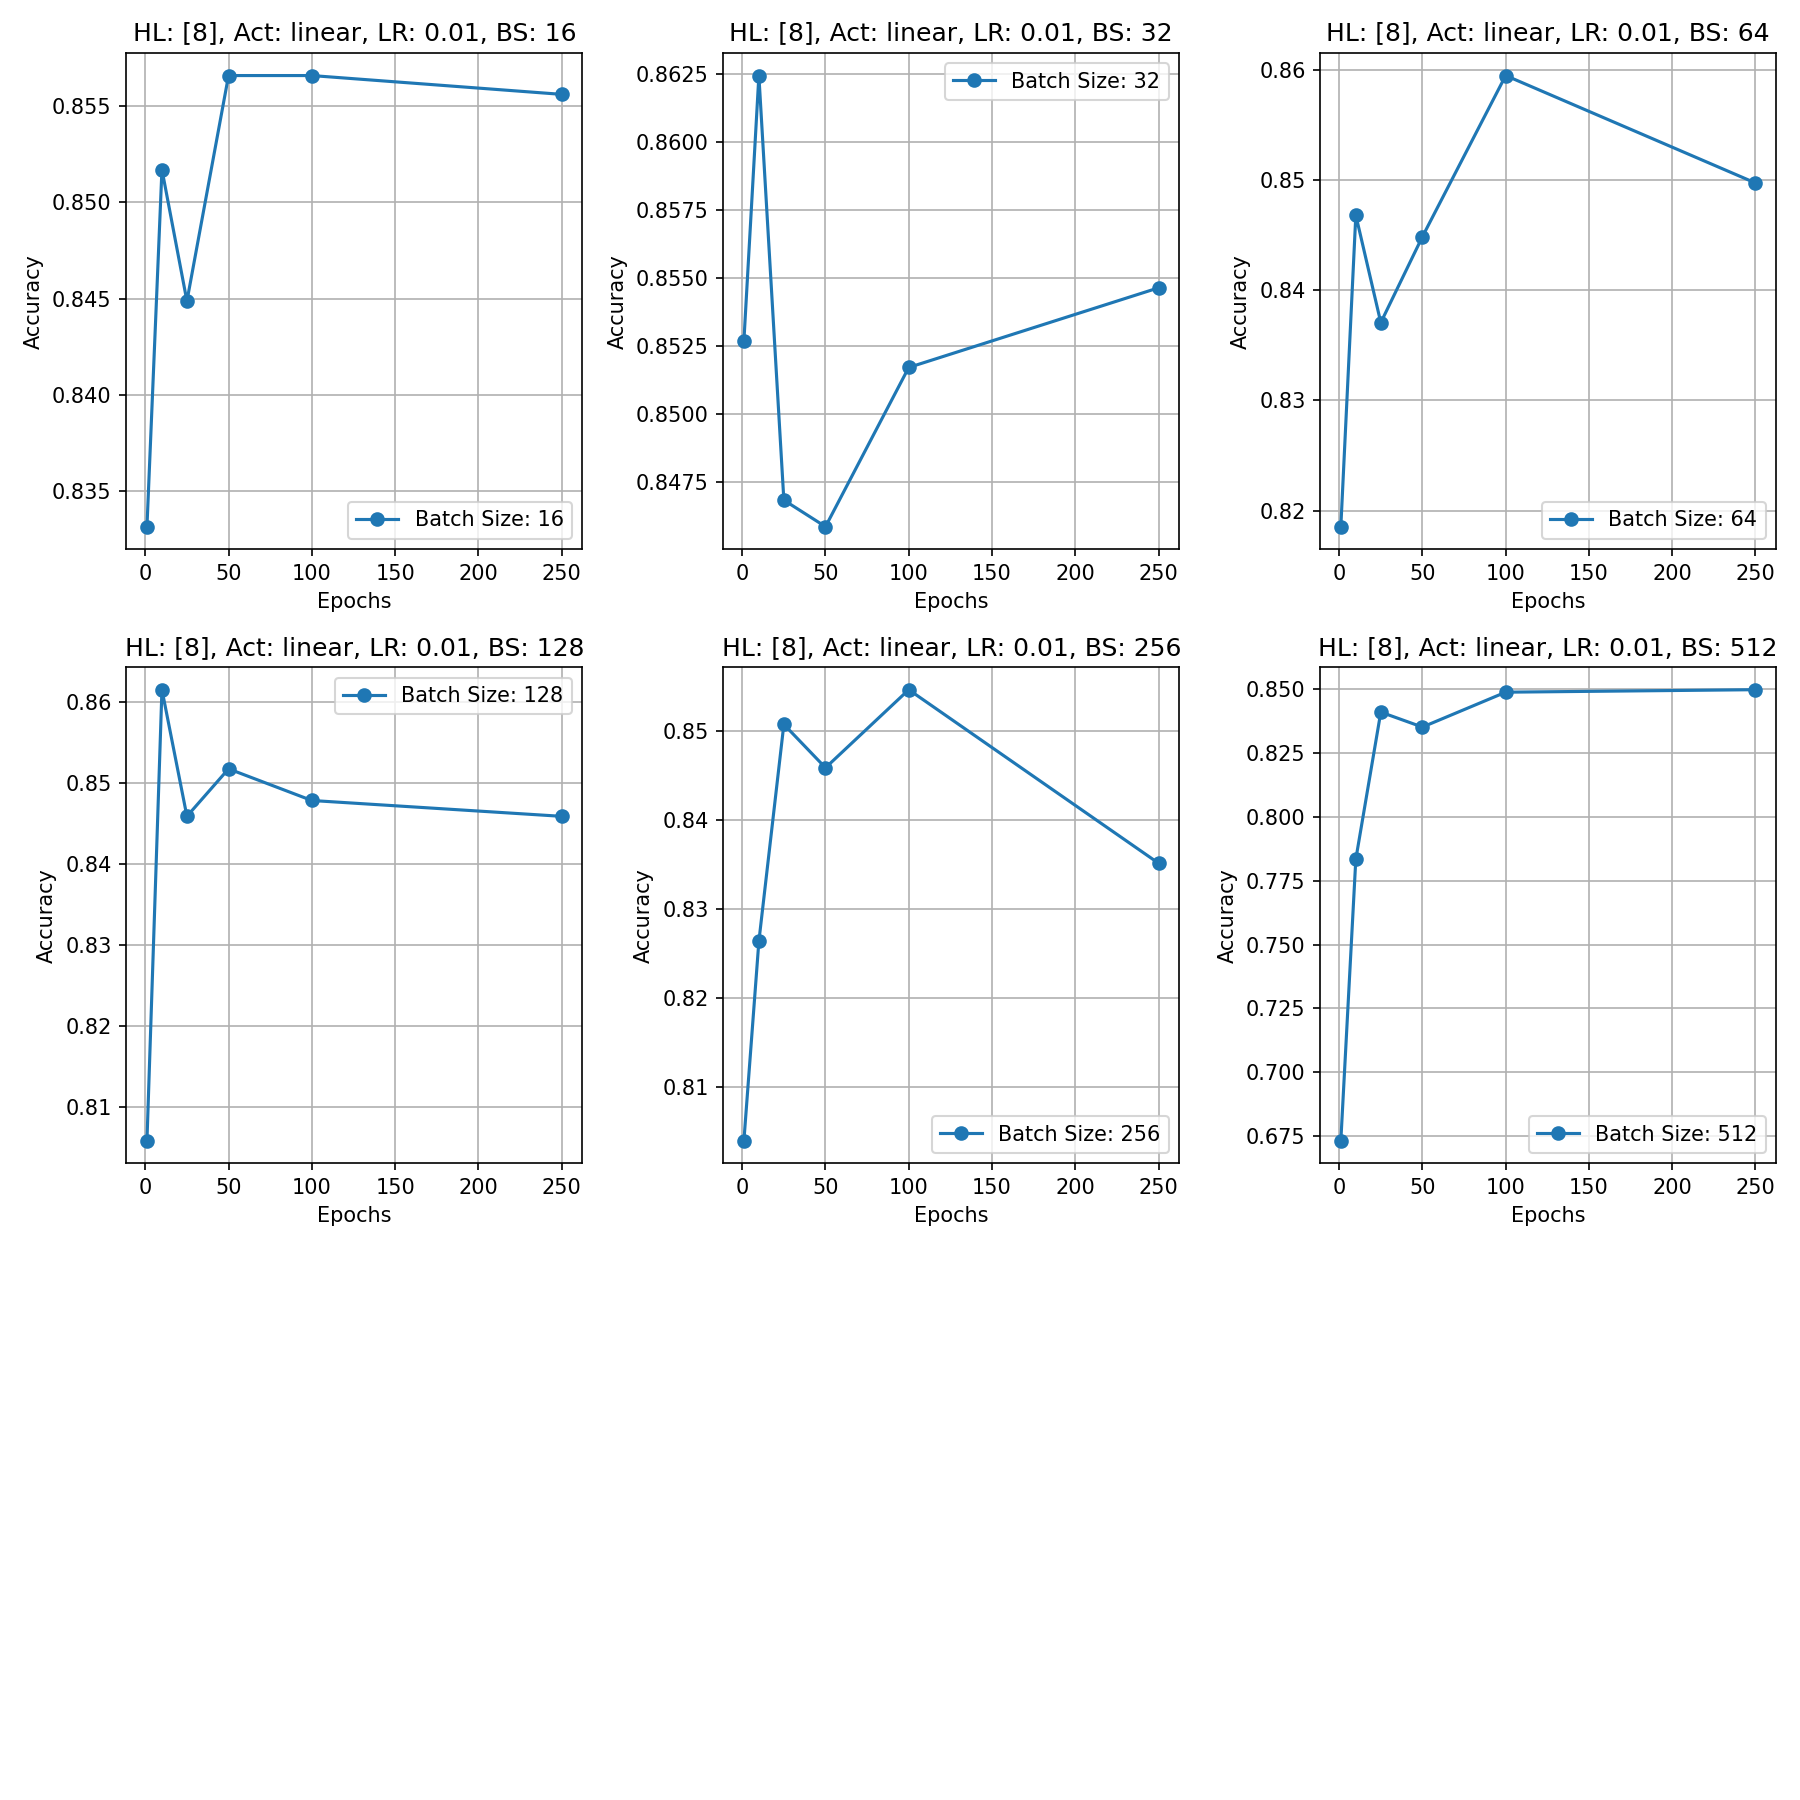 HL: [8], Act: linear, LR: 0.01, BS: 16
0.855
0.850
0.845
0.840
0.835
Accuracy
Batch Size: 16
0 50 100 150 200 250
Epochs
HL: [8], Act: linear, LR: 0.01, BS: 32
0.8625
0.8600
0.8575
0.8550
0.8525
0.8500
0.8475
Accuracy
Batch Size: 32
0 50 100 150 200 250
Epochs
HL: [8], Act: linear, LR: 0.01, BS: 64
0.86
0.85
0.84
0.83
0.82
Accuracy
Batch Size: 64
0 50 100 150 200 250
Epochs
HL: [8], Act: linear, LR: 0.01, BS: 128
0.86
0.85
0.84
0.83
0.82
0.81
Accuracy
Batch Size: 128
0 50 100 150 200 250
Epochs
HL: [8], Act: linear, LR: 0.01, BS: 256
0.85
0.84
0.83
0.82
0.81
Accuracy
Batch Size: 256
0 50 100 150 200 250
Epochs
HL: [8], Act: linear, LR: 0.01, BS: 512
0.850
0.825
0.800
0.775
0.750
0.725
0.700
0.675
Accuracy
Batch Size: 512
0 50 100 150 200 250
Epochs